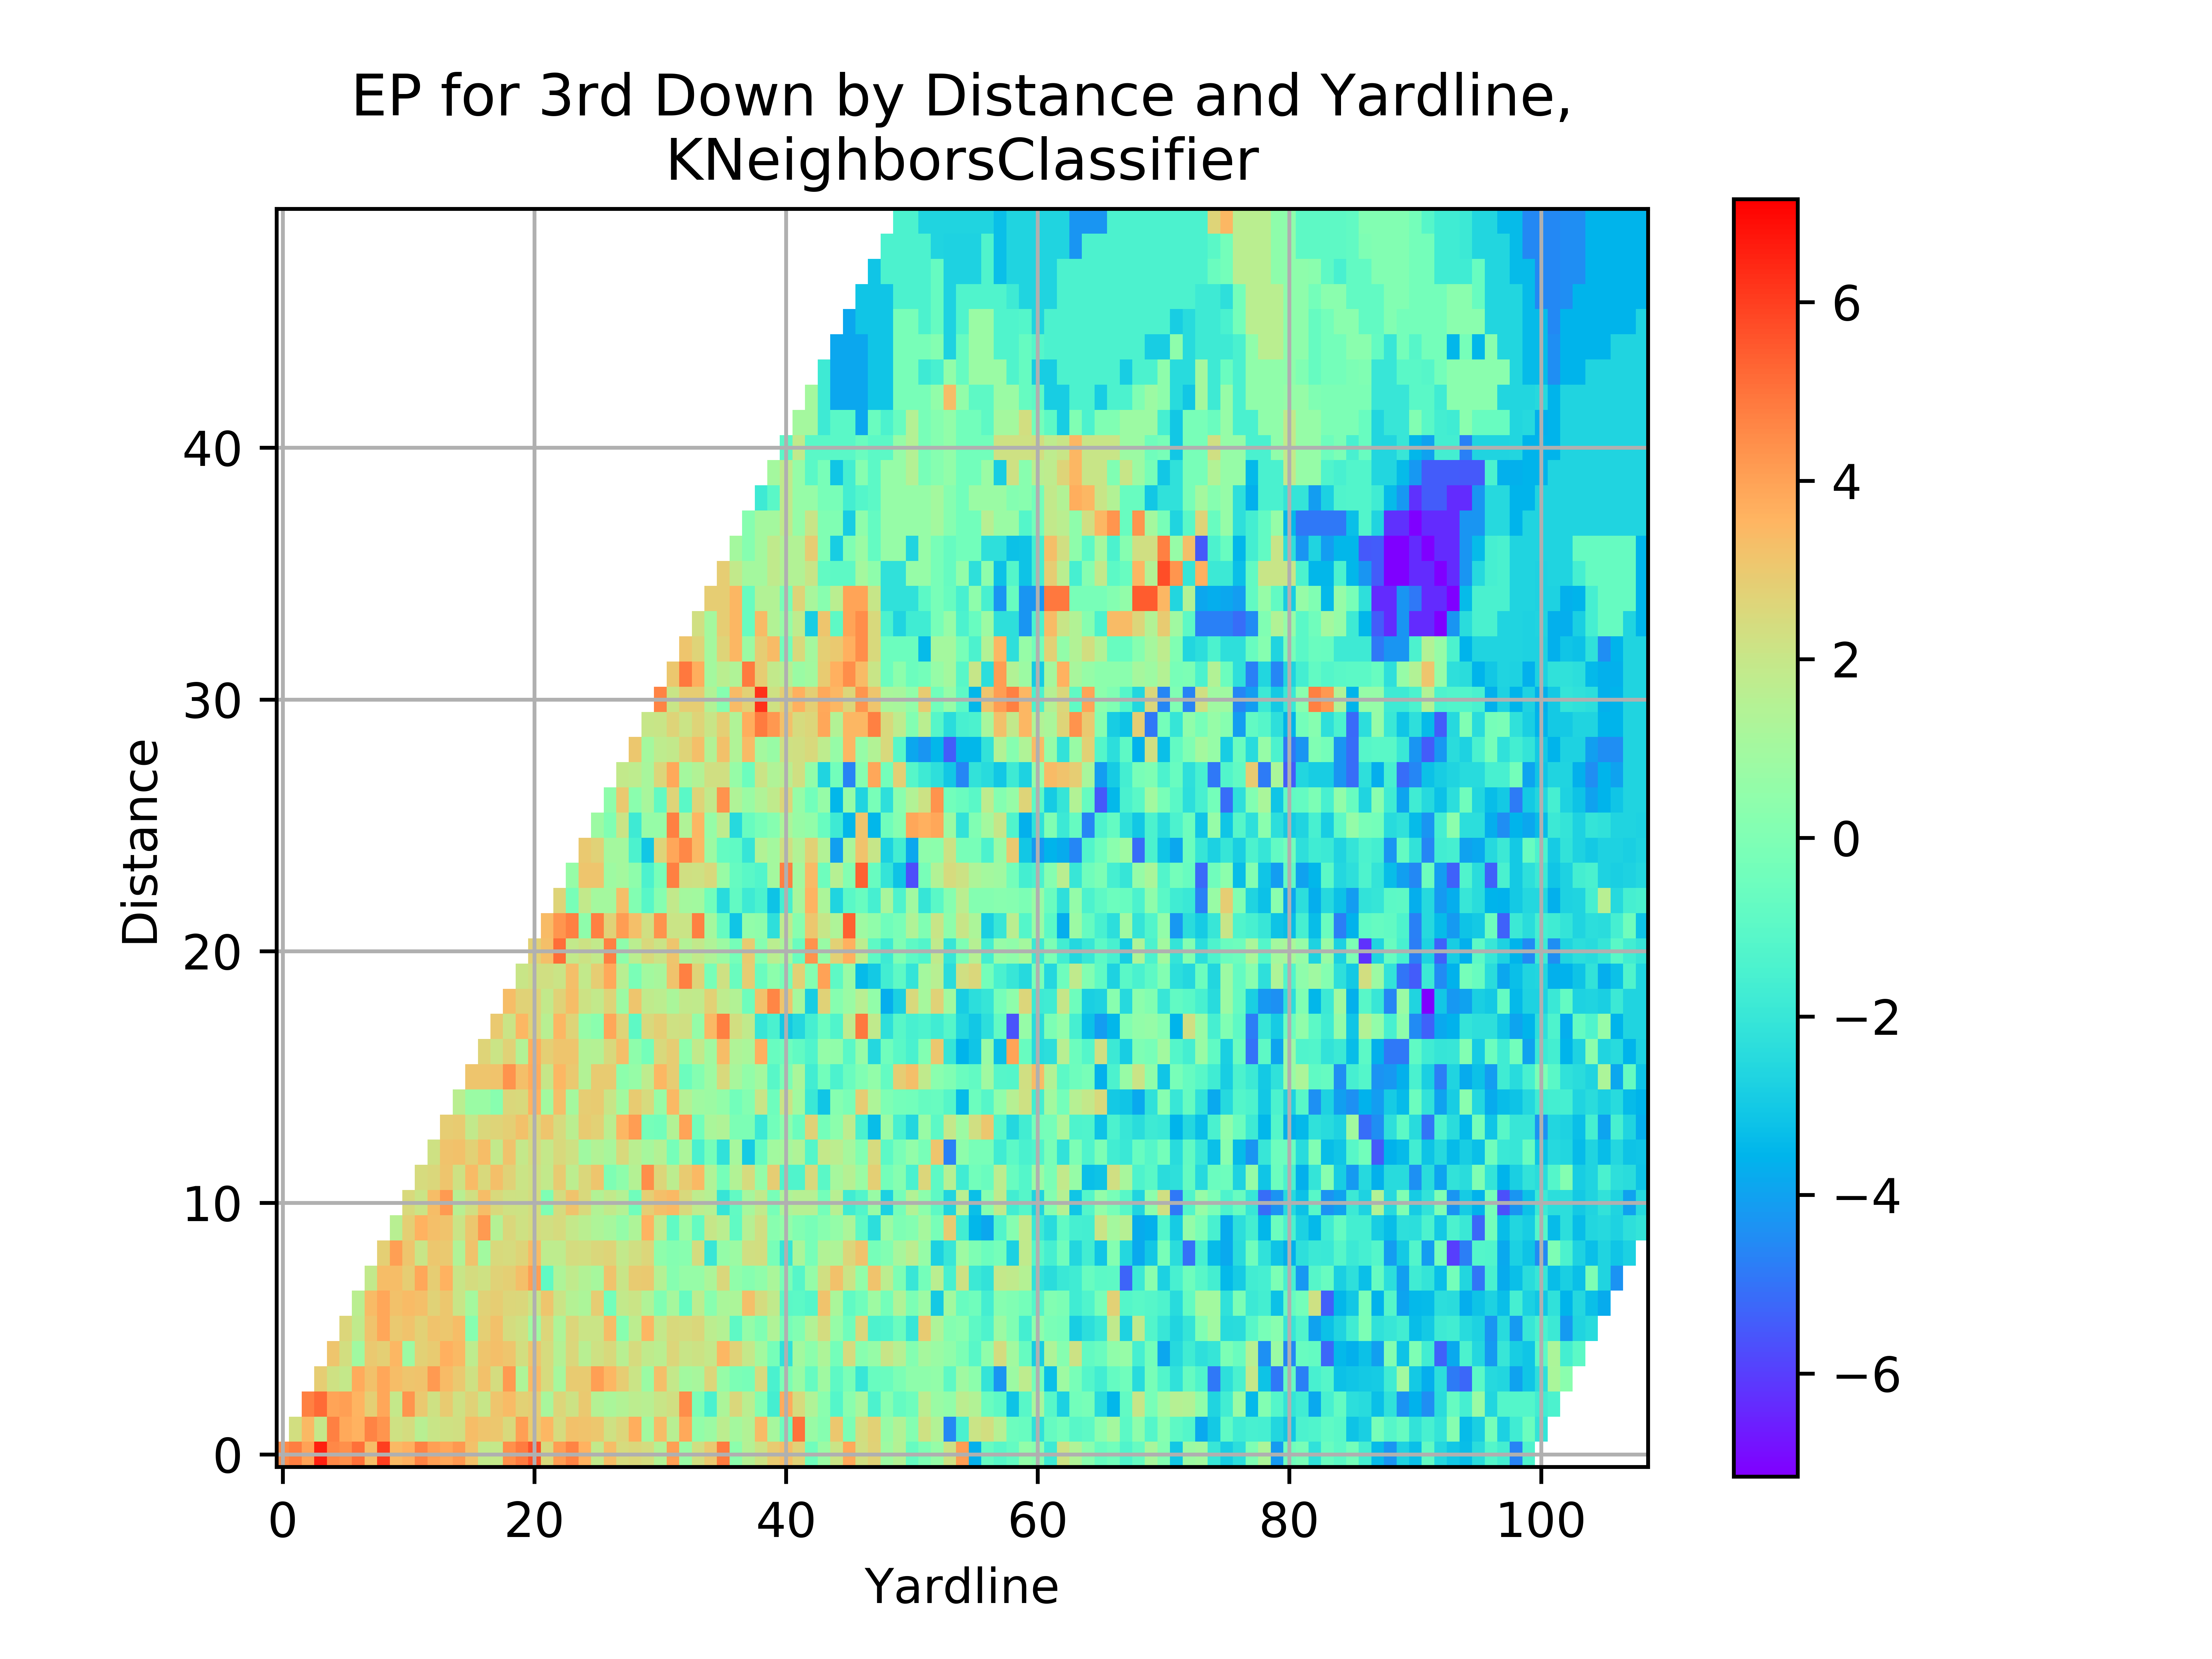 EP for 3rd Down by Distance and Yardline,
KNeighborsClassifier
Distance
40
30
20
10
0
0 20 40 60 80 100
Yardline
6
4
2
0
−2
−4
−6